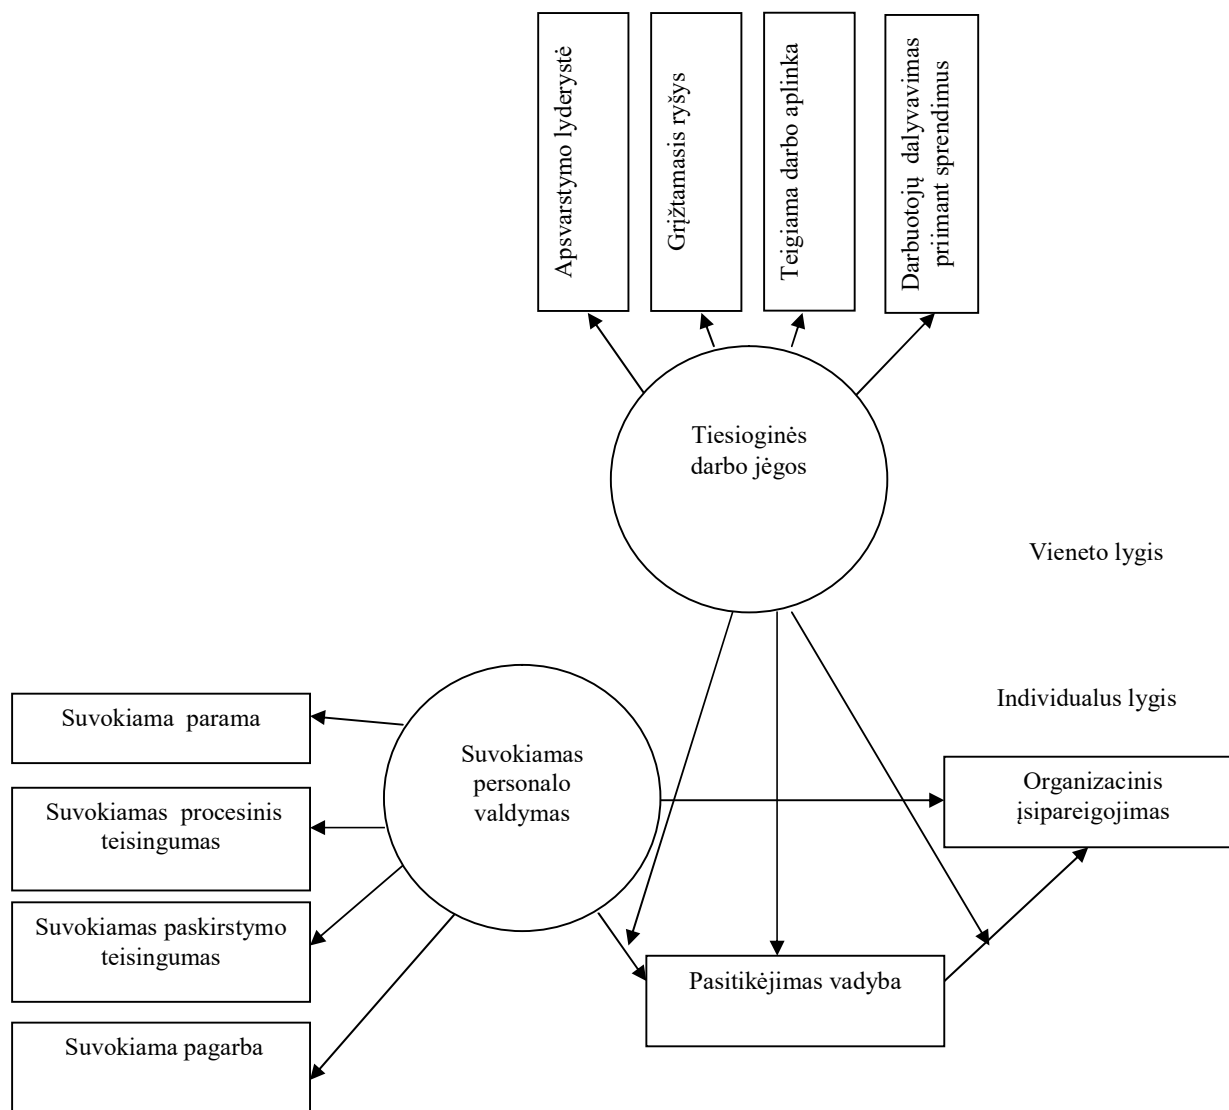 Apsvarstymo lyderystė
Grįžtamasis ryšys
Teigiama darbo aplinka
Darbuotojų dalyvavimas
priimant sprendimus
Tiesioginės
darbo jėgos
Vieneto lygis
Individualus lygis
Suvokiama parama
Suvokiamas
personalo
valdymas
Organizacinis
įsipareigojimas
Suvokiamas procesinis
teisingumas
Suvokiamas paskirstymo
teisingumas
Pasitikėjimas vadyba
Suvokiama pagarba